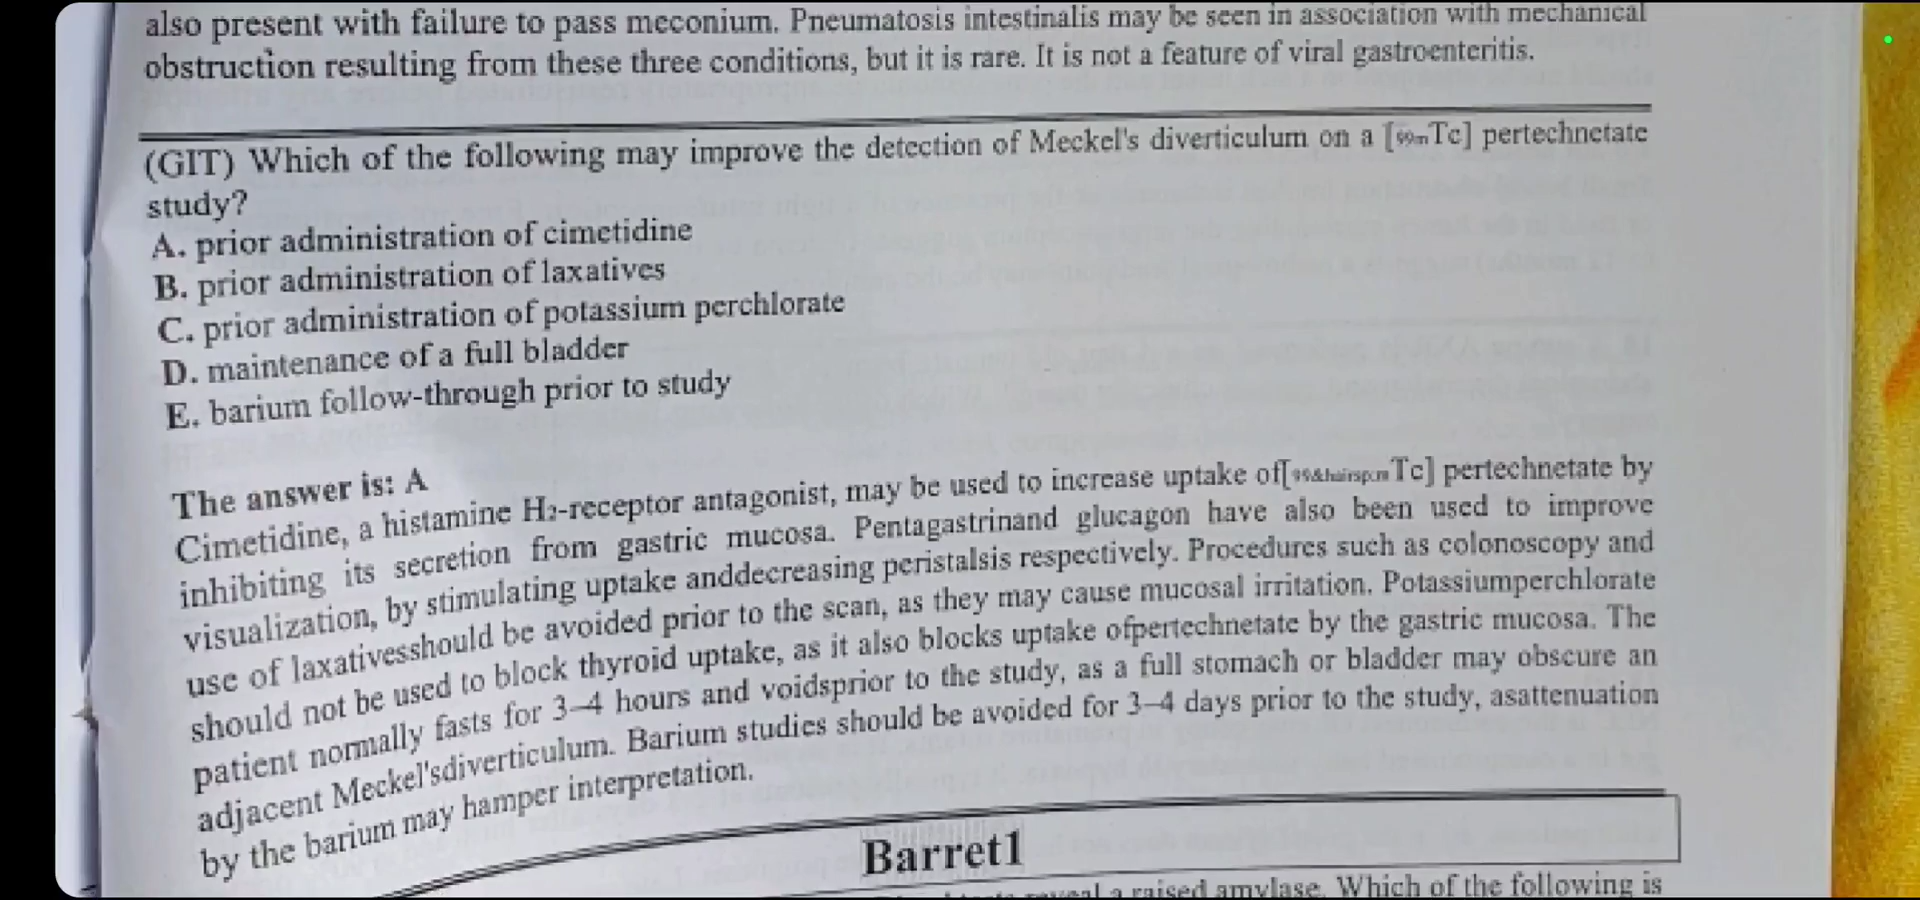 also present with failure to pass meconium. Pneumatosis intestinalis may be seen in association with mechanical
obstruction resulting from these three conditions, but it is rare. It is not a feature of viral gastroenteritis.
(GIT) Which of the following may improve the detection of Meckel's diverticulum on a [99mTc] pertechnetate
study?
A. prior administration of cimetidine
B. prior administration of laxatives
C. prior administration of potassium perchlorate
D. maintenance of a full bladder
E. barium follow-through prior to study
The answer is: A
Cimetidine, a histamine H2-receptor antagonist, may be used to increase uptake of[99&hairsp;mTc] pertechnetate by
inhibiting its secretion from gastric mucosa. Pentagastrinand glucagon have also been used to improve
visualization, by stimulating uptake anddecreasing peristalsis respectively. Procedures such as colonoscopy and
use of laxativesshould be avoided prior to the scan, as they may cause mucosal irritation. Potassiumperchlorate
should not be used to block thyroid uptake, as it also blocks uptake ofpertechnetate by the gastric mucosa. The
patient normally fasts for 3–4 hours and voidsprior to the study, as a full stomach or bladder may obscure an
adjacent Meckel'sdiverticulum. Barium studies should be avoided for 3–4 days prior to the study, asattenuation
by the barium may hamper interpretation.
Barret1
reveal a raised amylase. Which of the following is